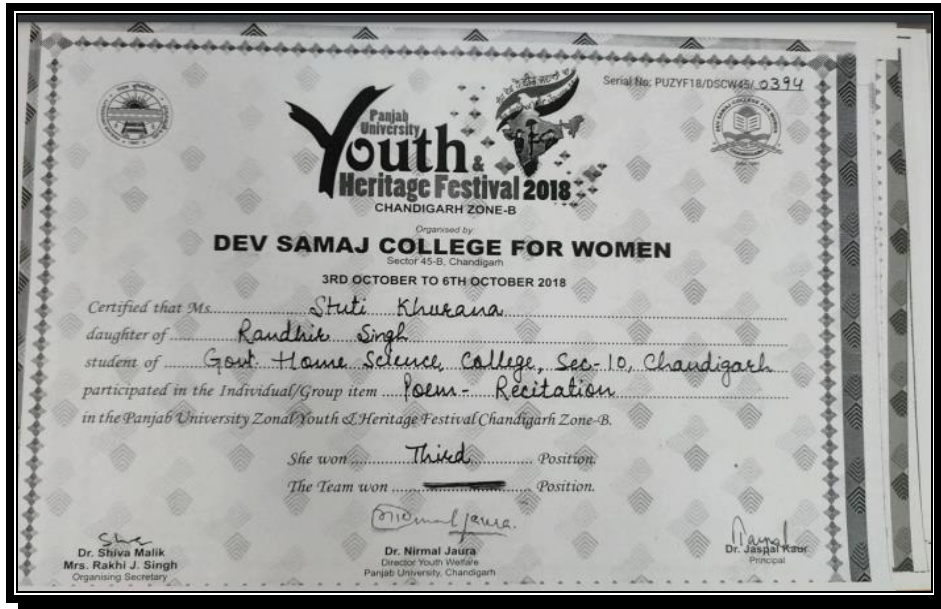 Serial No: PUZYF18/DSCW45/ 0394
Panjab
University
Youth &
Heritage Festival 2018
CHANDIGARH ZONE-B
Organised by
DEV SAMAJ COLLEGE FOR WOMEN
Sector 45-B, Chandigarh
3RD OCTOBER TO 6TH OCTOBER 2018
Certified that Ms. Stuti Khurana
daughter of Randhir Singh
student of Govt. Home Science, College, Sec-10, Chandigarh
participated in the Individual/Group item Poem- Recitation
in the Panjab University Zonal Youth & Heritage Festival Chandigarh Zone-B.
She won Third Position.
The Team won Position.
Dr. Shiva Malik
Mrs. Rakhi J. Singh
Organising Secretary
Dr. Nirmal Jaura
Director Youth Welfare
Panjab University, Chandigarh
Dr. Jaspal Kaur
Principal